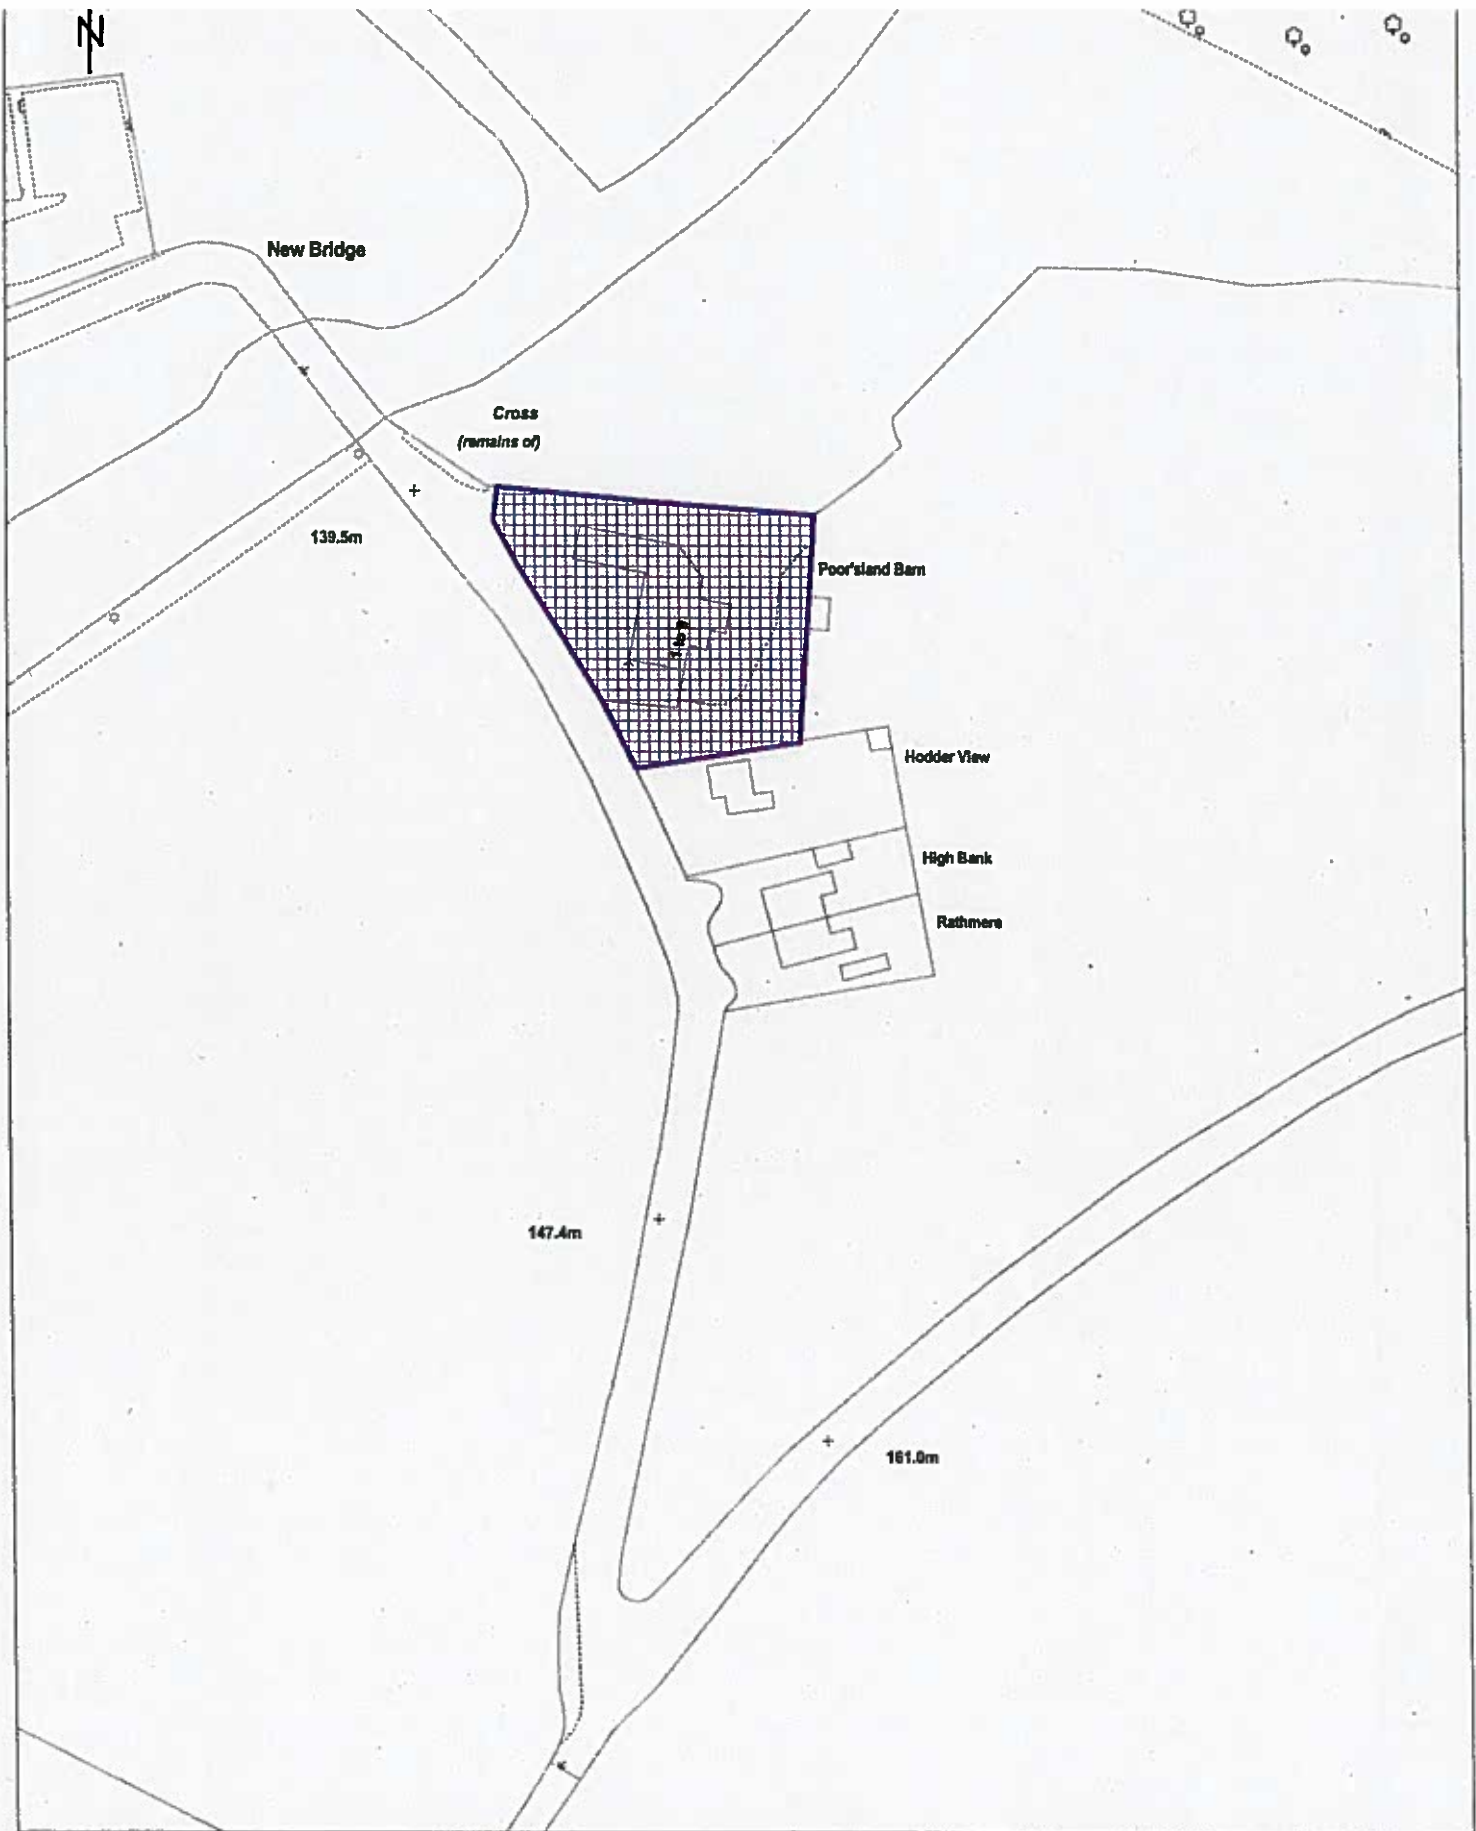 N
New Bridge
Cross
(remains of)
139.5m
Poor'sland Barn
Hodder View
High Bank
Rathmere
147.4m
161.0m